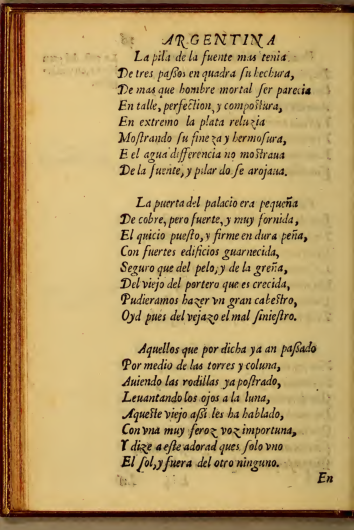 ARGENTINA
La pila de la fuente mas tenia
De tres paſſos en quadra ſu hechura,
De mas que hombre mortal ſer parecia
En talle, perfection, y compoſtura,
En extremo la plata reluzia
Moſtrando ſu fineza y hermoſura,
E el agua differencia no moſtraua
De la fuente, y pilar do ſe arojaua.
La puerta del palacio era pequeña
De cobre, pero fuerte, y muy fornida,
El quicio pueſto, y firme en dura peña,
Con fuertes edificios guarnecida,
Seguro que del pelo, y de la greña,
Del viejo del portero que es crecida,
Pudieramos hazer vn gran cabeſtro,
Oyd pues del vejazo el mal ſinieſtro.
Aquellos que por dicha ya an paſſado
Por medio de las torres y coluna,
Auiendo las rodillas ya poſtrado,
Leuantando los ojos a la luna,
Aqueſte viejo aſsi les ha hablado,
Con vna muy feroz voz importuna,
Y dize a eſte adorad ques ſolo vno
El ſol, y fuera del otro ninguno.
En